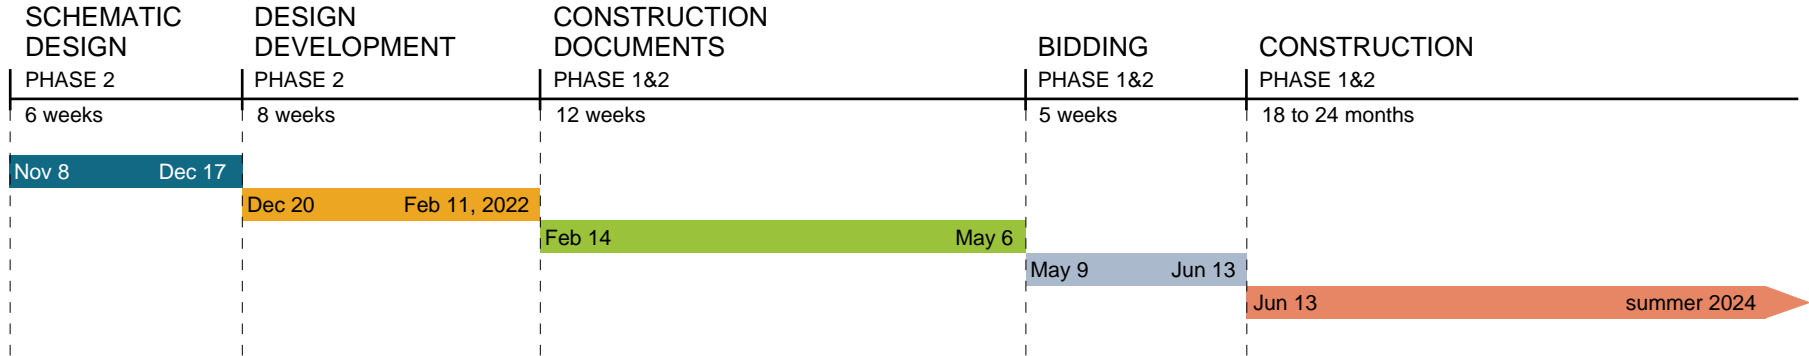 SCHEMATIC
DESIGN
PHASE 2
6 weeks
DESIGN
DEVELOPMENT
PHASE 2
8 weeks
CONSTRUCTION
DOCUMENTS
PHASE 1&2
12 weeks
BIDDING
PHASE 1&2
5 weeks
CONSTRUCTION
PHASE 1&2
18 to 24 months
Nov 8 Dec 17
Dec 20 Feb 11, 2022
Feb 14 May 6
May 9 Jun 13
Jun 13 summer 2024